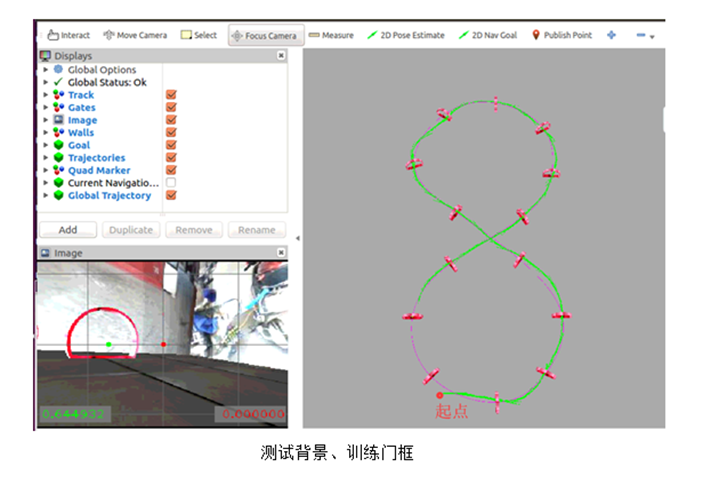 Interact Move Camera Select Focus Camera Measure 2D Pose Estimate 2D Nav Goal Publish Point
Displays
Global Options
Global Status: Ok
Track
Gates
Image
Walls
Goal
Trajectories
Quad Marker
Current Navigatio...
Global Trajectory
Add Duplicate Remove Rename
Image
0.644932 0.000000
起点
测试背景、训练门框